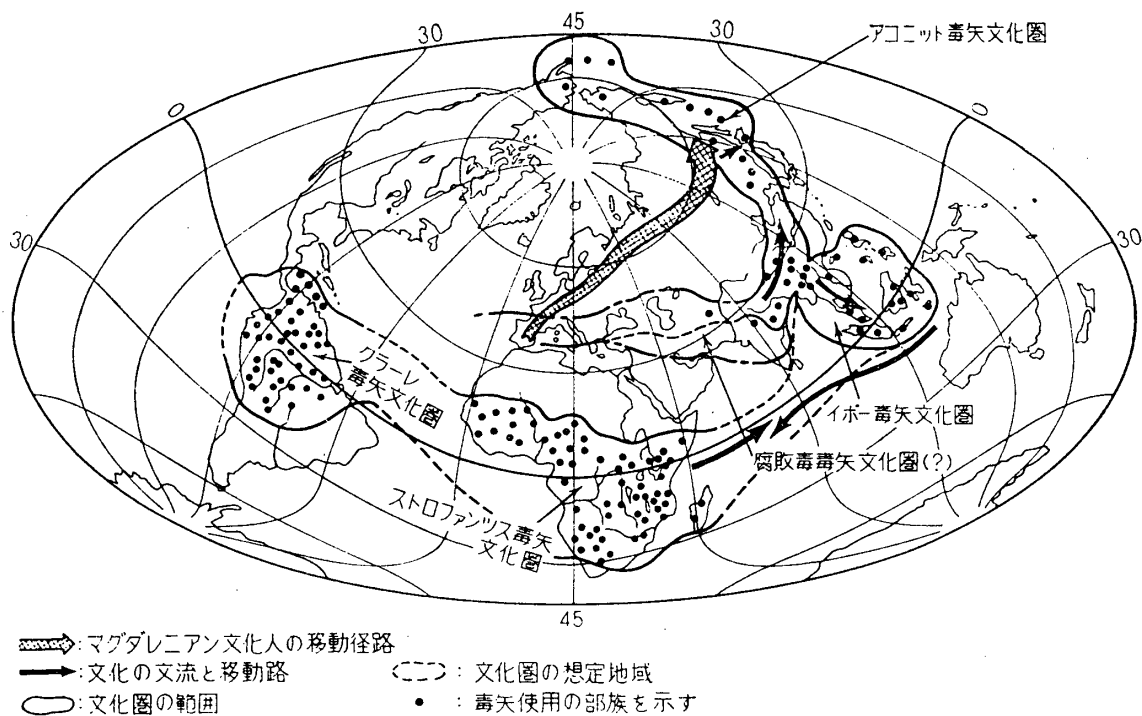 45
30
30
アコニット毒矢文化圏
0
30
30
クラーレ
毒矢文化圏
イポー毒矢文化圏
腐敗毒毒矢文化圏(?)
ストロファンツス毒矢
文化圏
30
30
45
:マグダレニアン文化人の移動径路
:文化の文流と移動路
: 文化圏の想定地域
:文化圏の範囲
: 毒矢使用の部族を示す